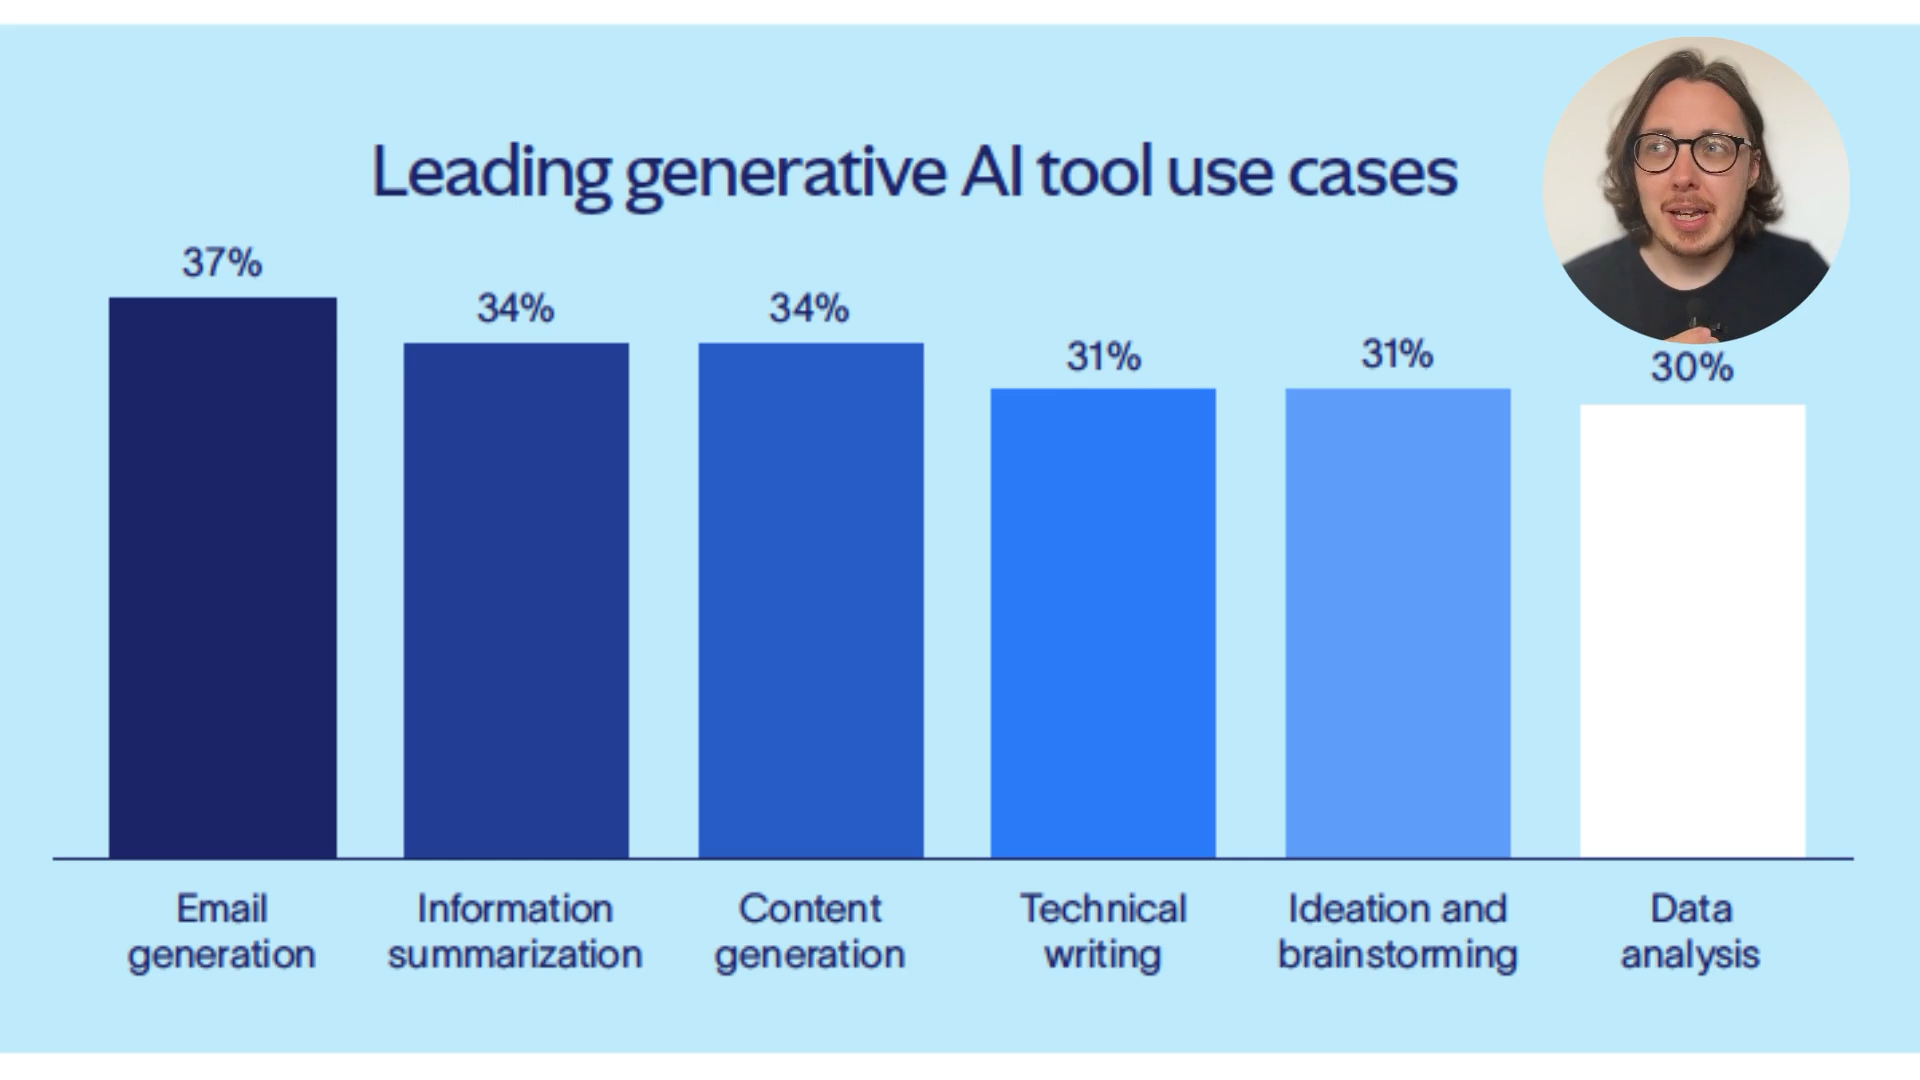 Leading generative AI tool use cases
37%
34%
34%
31%
31%
30%
Email
generation
Information
summarization
Content
generation
Technical
writing
Ideation and
brainstorming
Data
analysis